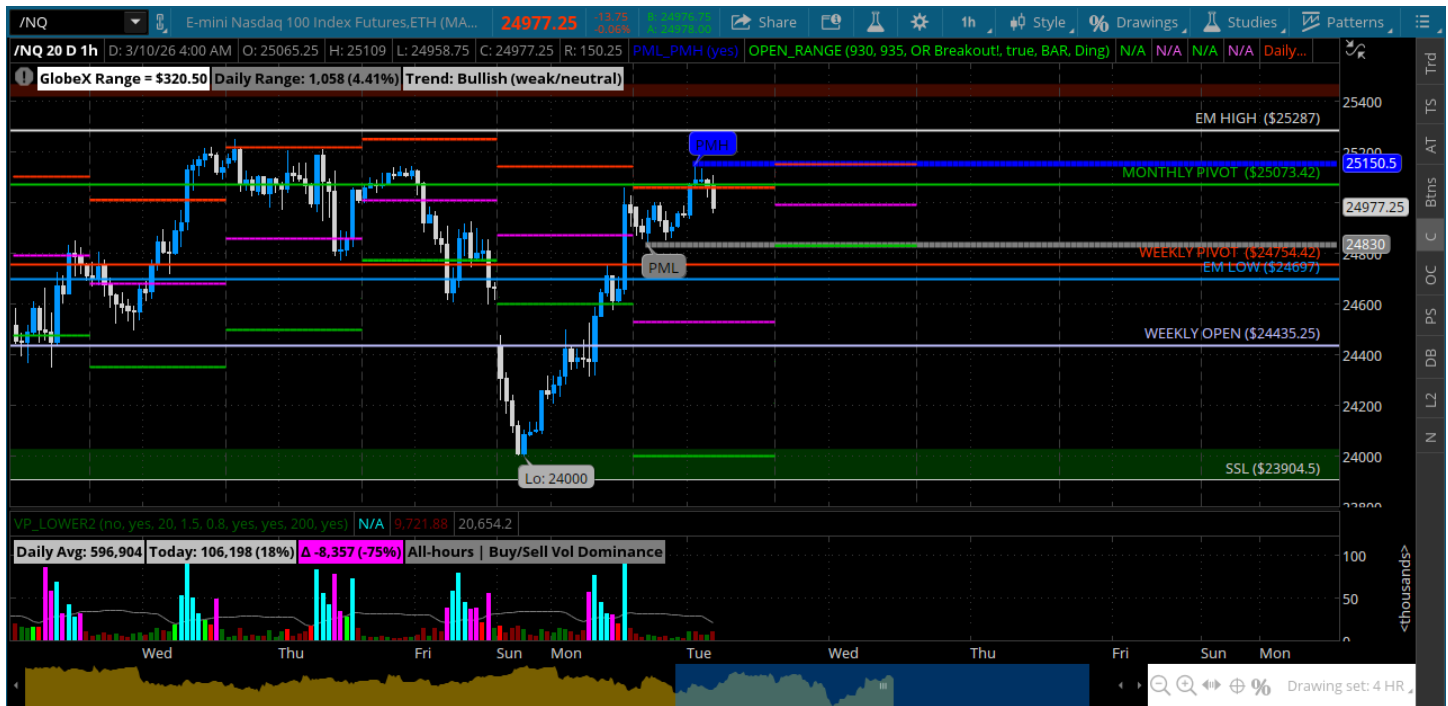 /NQ E-mini Nasdaq 100 Index Futures,ETH (MA... 24977.25 -13.75 -0.06% B: 24976.75 A: 24978.00 Share 1h Style % Drawings Studies Patterns
/NQ 20 D 1h D: 3/10/26 4:00 AM O: 25065.25 H: 25109 L: 24958.75 C: 24977.25 R: 150.25 PML_PMH (yes) OPEN_RANGE (930, 935, OR Breakout!, true, BAR, Ding) N/A N/A N/A N/A Daily...
GlobeX Range = $320.50 Daily Range: 1,058 (4.41%) Trend: Bullish (weak/neutral)
25400
EM HIGH ($25287)
PMH
25200
25150.5
MONTHLY PIVOT ($25073.42)
24977.25
24830
WEEKLY PIVOT ($24754.42)
24800
PML
EM LOW ($24697)
24600
WEEKLY OPEN ($24435.25)
24400
24200
24000
SSL ($23904.5)
Lo: 24000
23800
VP_LOWER2 (no, yes, 20, 1.5, 0.8, yes, yes, 200, yes) N/A 9,721.88 20,654.2
Daily Avg: 596,904 Today: 106,198 (18%) Δ -8,357 (-75%) All-hours | Buy/Sell Vol Dominance
100
50
0
<thousands>
Wed Thu Fri Sun Mon Tue Wed Thu Fri Sun Mon
% Drawing set: 4 HR
Trd
TS
AT
Btns
C
OC
PS
DB
L2
N